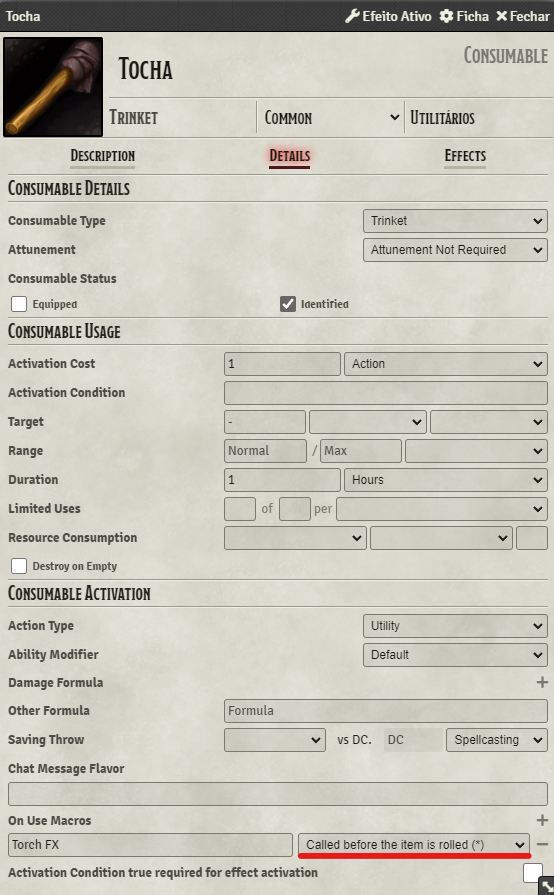 Tocha Efeito Ativo Ficha Fechar
Tocha Consumable
Trinket Common Utilitários
Description Details Effects
Consumable Details
Consumable Type Trinket
Attunement Attunement Not Required
Consumable Status
Equipped Identified
Consumable Usage
Activation Cost 1 Action
Activation Condition
Target -
Range Normal / Max
Duration 1 Hours
Limited Uses of per
Resource Consumption
Destroy on Empty
Consumable Activation
Action Type Utility
Ability Modifier Default
Damage Formula +
Other Formula Formula
Saving Throw vs DC. DC Spellcasting
Chat Message Flavor
On Use Macros +
Torch FX Called before the item is rolled (*) −
Activation Condition true required for effect activation